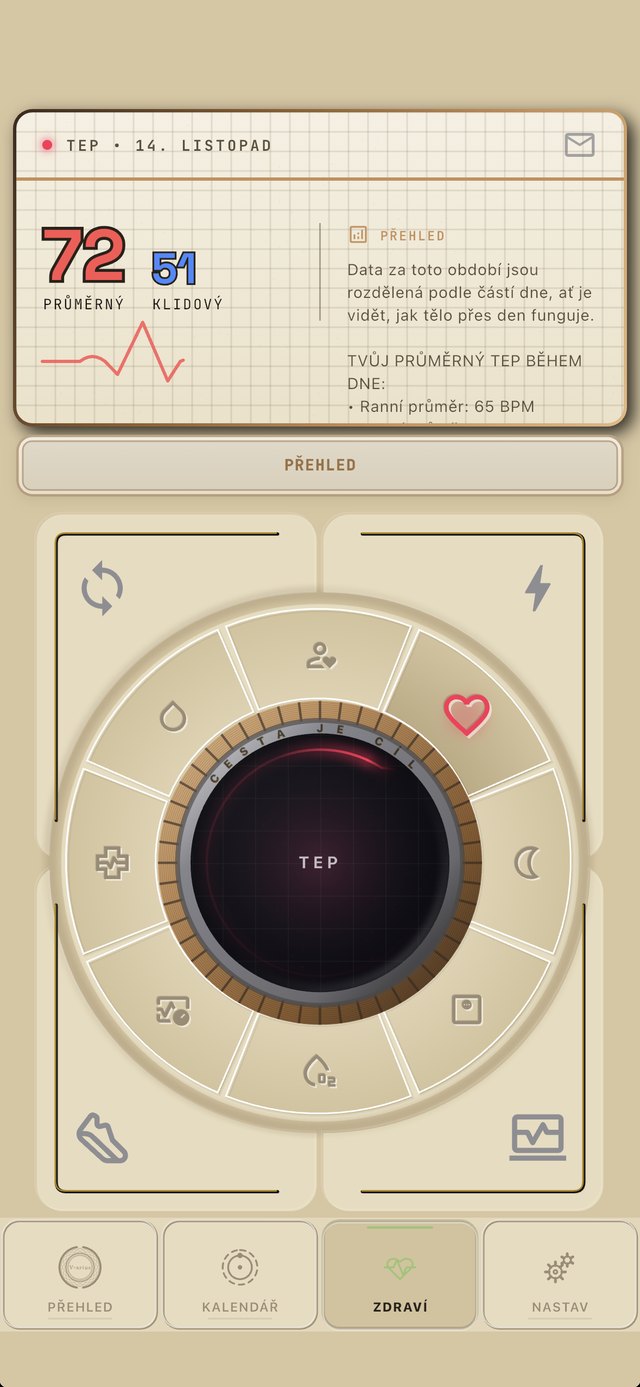 TEP • 14. LISTOPAD
72
51
PRŮMĚRNÝ
KLIDOVÝ
PŘEHLED
Data za toto období jsou
rozdělená podle částí dne, ať je
vidět, jak tělo přes den funguje.
TVŮJ PRŮMĚRNÝ TEP BĚHEM
DNE:
• Ranní průměr: 65 BPM
PŘEHLED
CESTA JE CÍL
TEP
O2
PŘEHLED
KALENDÁŘ
ZDRAVÍ
NASTAV